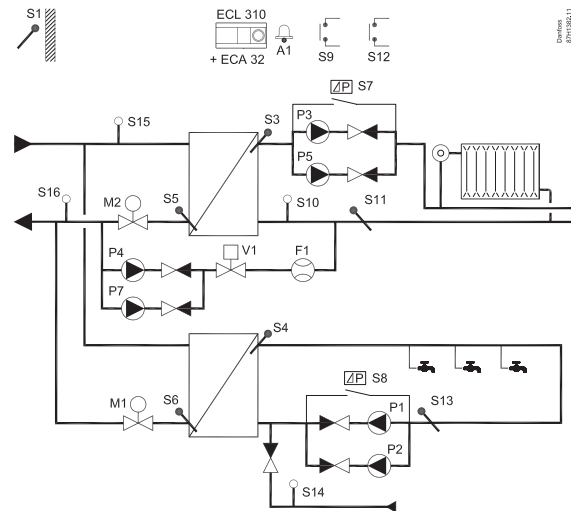 S1
ECL 310
+ ECA 32
A1
S9
S12
Danfoss
87H1382.11
⊿P S7
S15
S3
P3
P5
S16
M2
S5
S10
S11
P4
V1
F1
P7
S4
⊿P S8
M1
S6
P1
S13
P2
S14